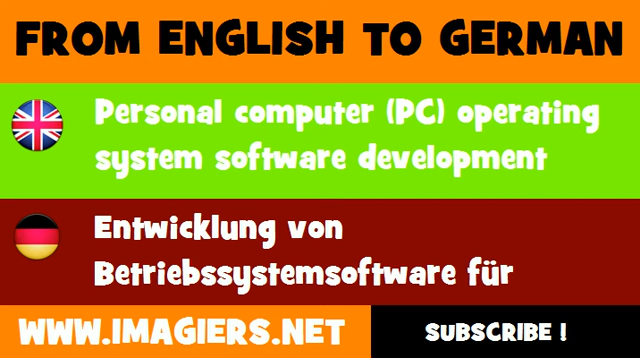 FROM ENGLISH TO GERMAN
Personal computer (PC) operating
system software development
Entwicklung von
Betriebssystemsoftware für
WWW.IMAGIERS.NET
SUBSCRIBE !